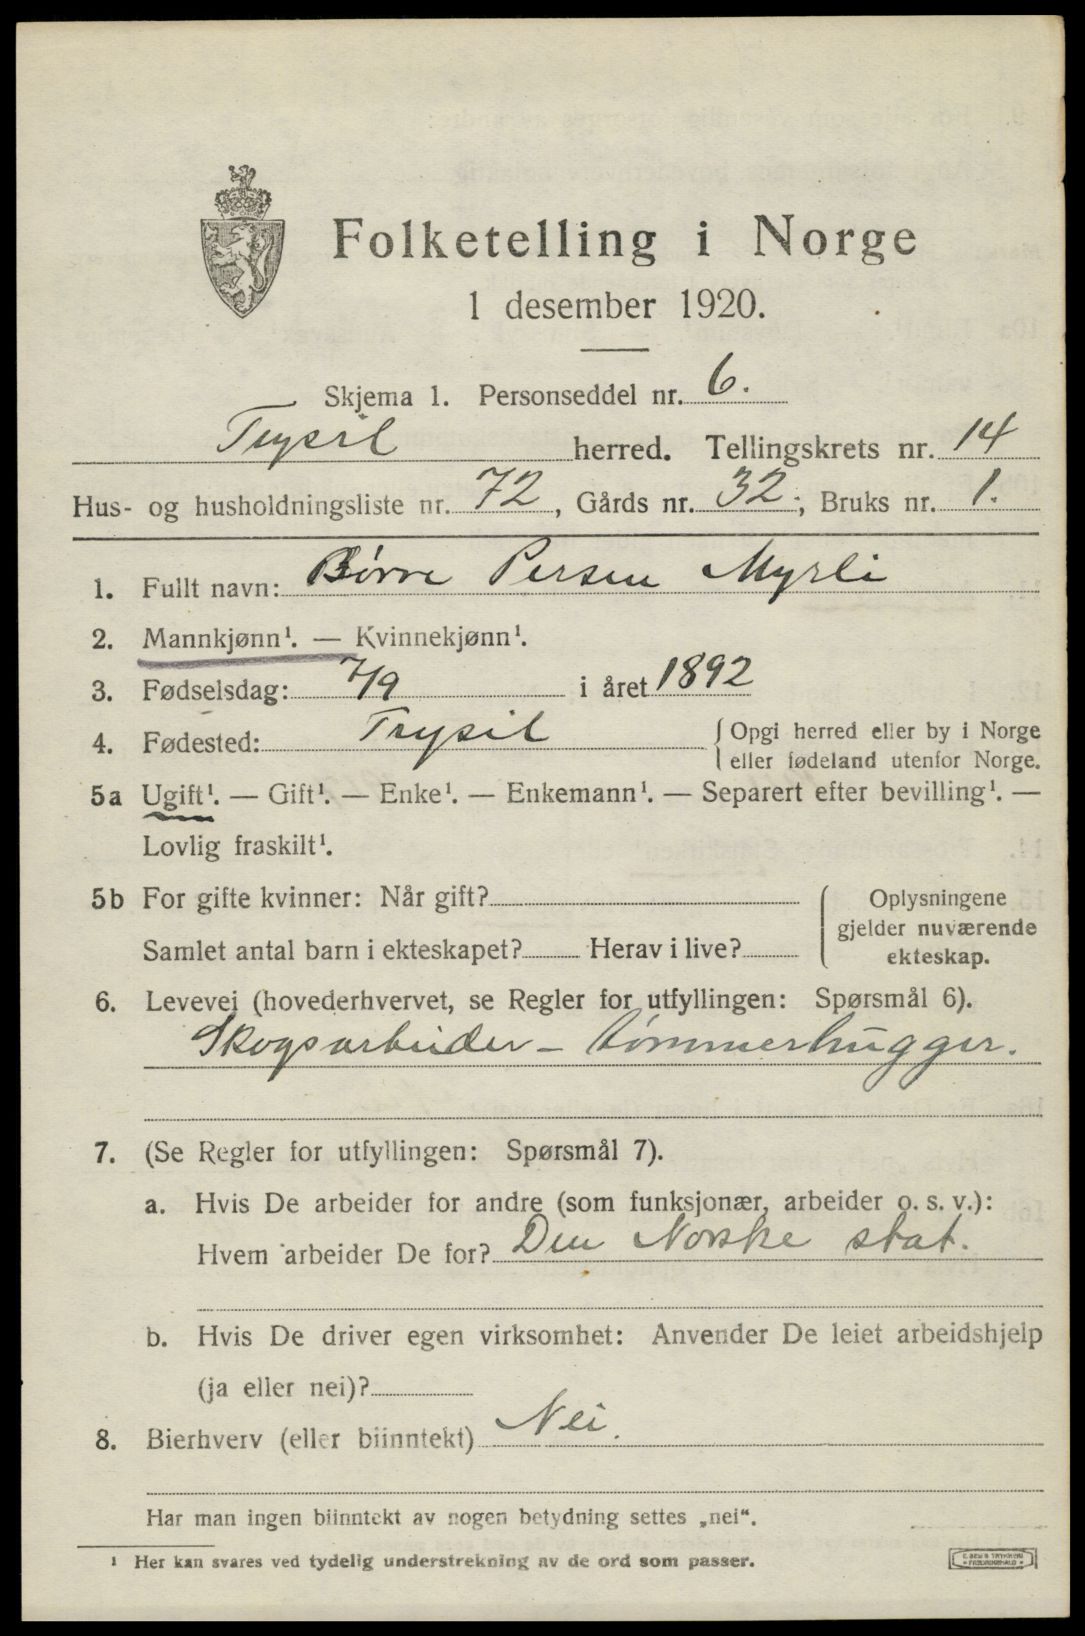 Folketelling i Norge
1 desember 1920.
Skjema 1. Personseddel nr. 6.
Trysil herred. Tellingskrets nr. 14
Hus- og husholdningsliste nr. 72, Gårds nr. 32; Bruks nr. 1.
1. Fullt navn: Børre Persen Myrli
2. Mannkjønn¹. — Kvinnekjønn¹.
3. Fødselsdag: 7/9 i året 1892
4. Fødested: Trysil { Opgi herred eller by i Norge
eller fødeland utenfor Norge.
5a Ugift¹. — Gift¹. — Enke¹. — Enkemann¹. — Separert efter bevilling¹. —
Lovlig fraskilt¹.
5b For gifte kvinner: Når gift? { Oplysningene
gjelder nuværende
Samlet antal barn i ekteskapet? Herav i live? ekteskap.
6. Levevei (hovederhvervet, se Regler for utfyllingen: Spørsmål 6).
Skogsarbeider – tømmerhugger.
7. (Se Regler for utfyllingen: Spørsmål 7).
a. Hvis De arbeider for andre (som funksjonær, arbeider o. s. v.):
Hvem arbeider De for? Den Norske stat.
b. Hvis De driver egen virksomhet: Anvender De leiet arbeidshjelp
(ja eller nei)?
8. Bierhverv (eller biinntekt) Nei.
Har man ingen biinntekt av nogen betydning settes „nei“.
¹ Her kan svares ved tydelig understrekning av de ord som passer.